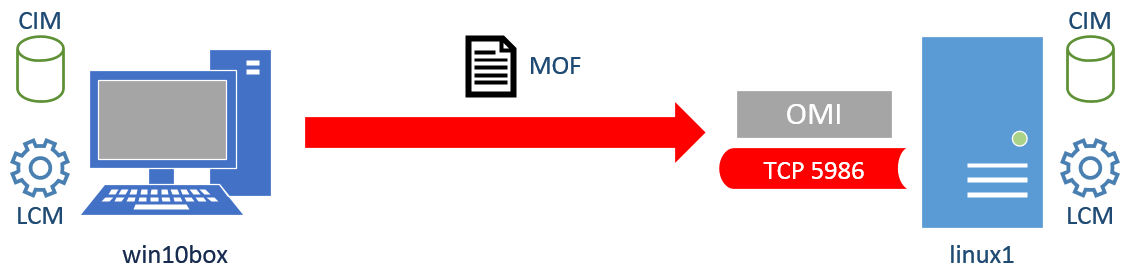 CIM
LCM
win10box
MOF
OMI
TCP 5986
linux1
CIM
LCM